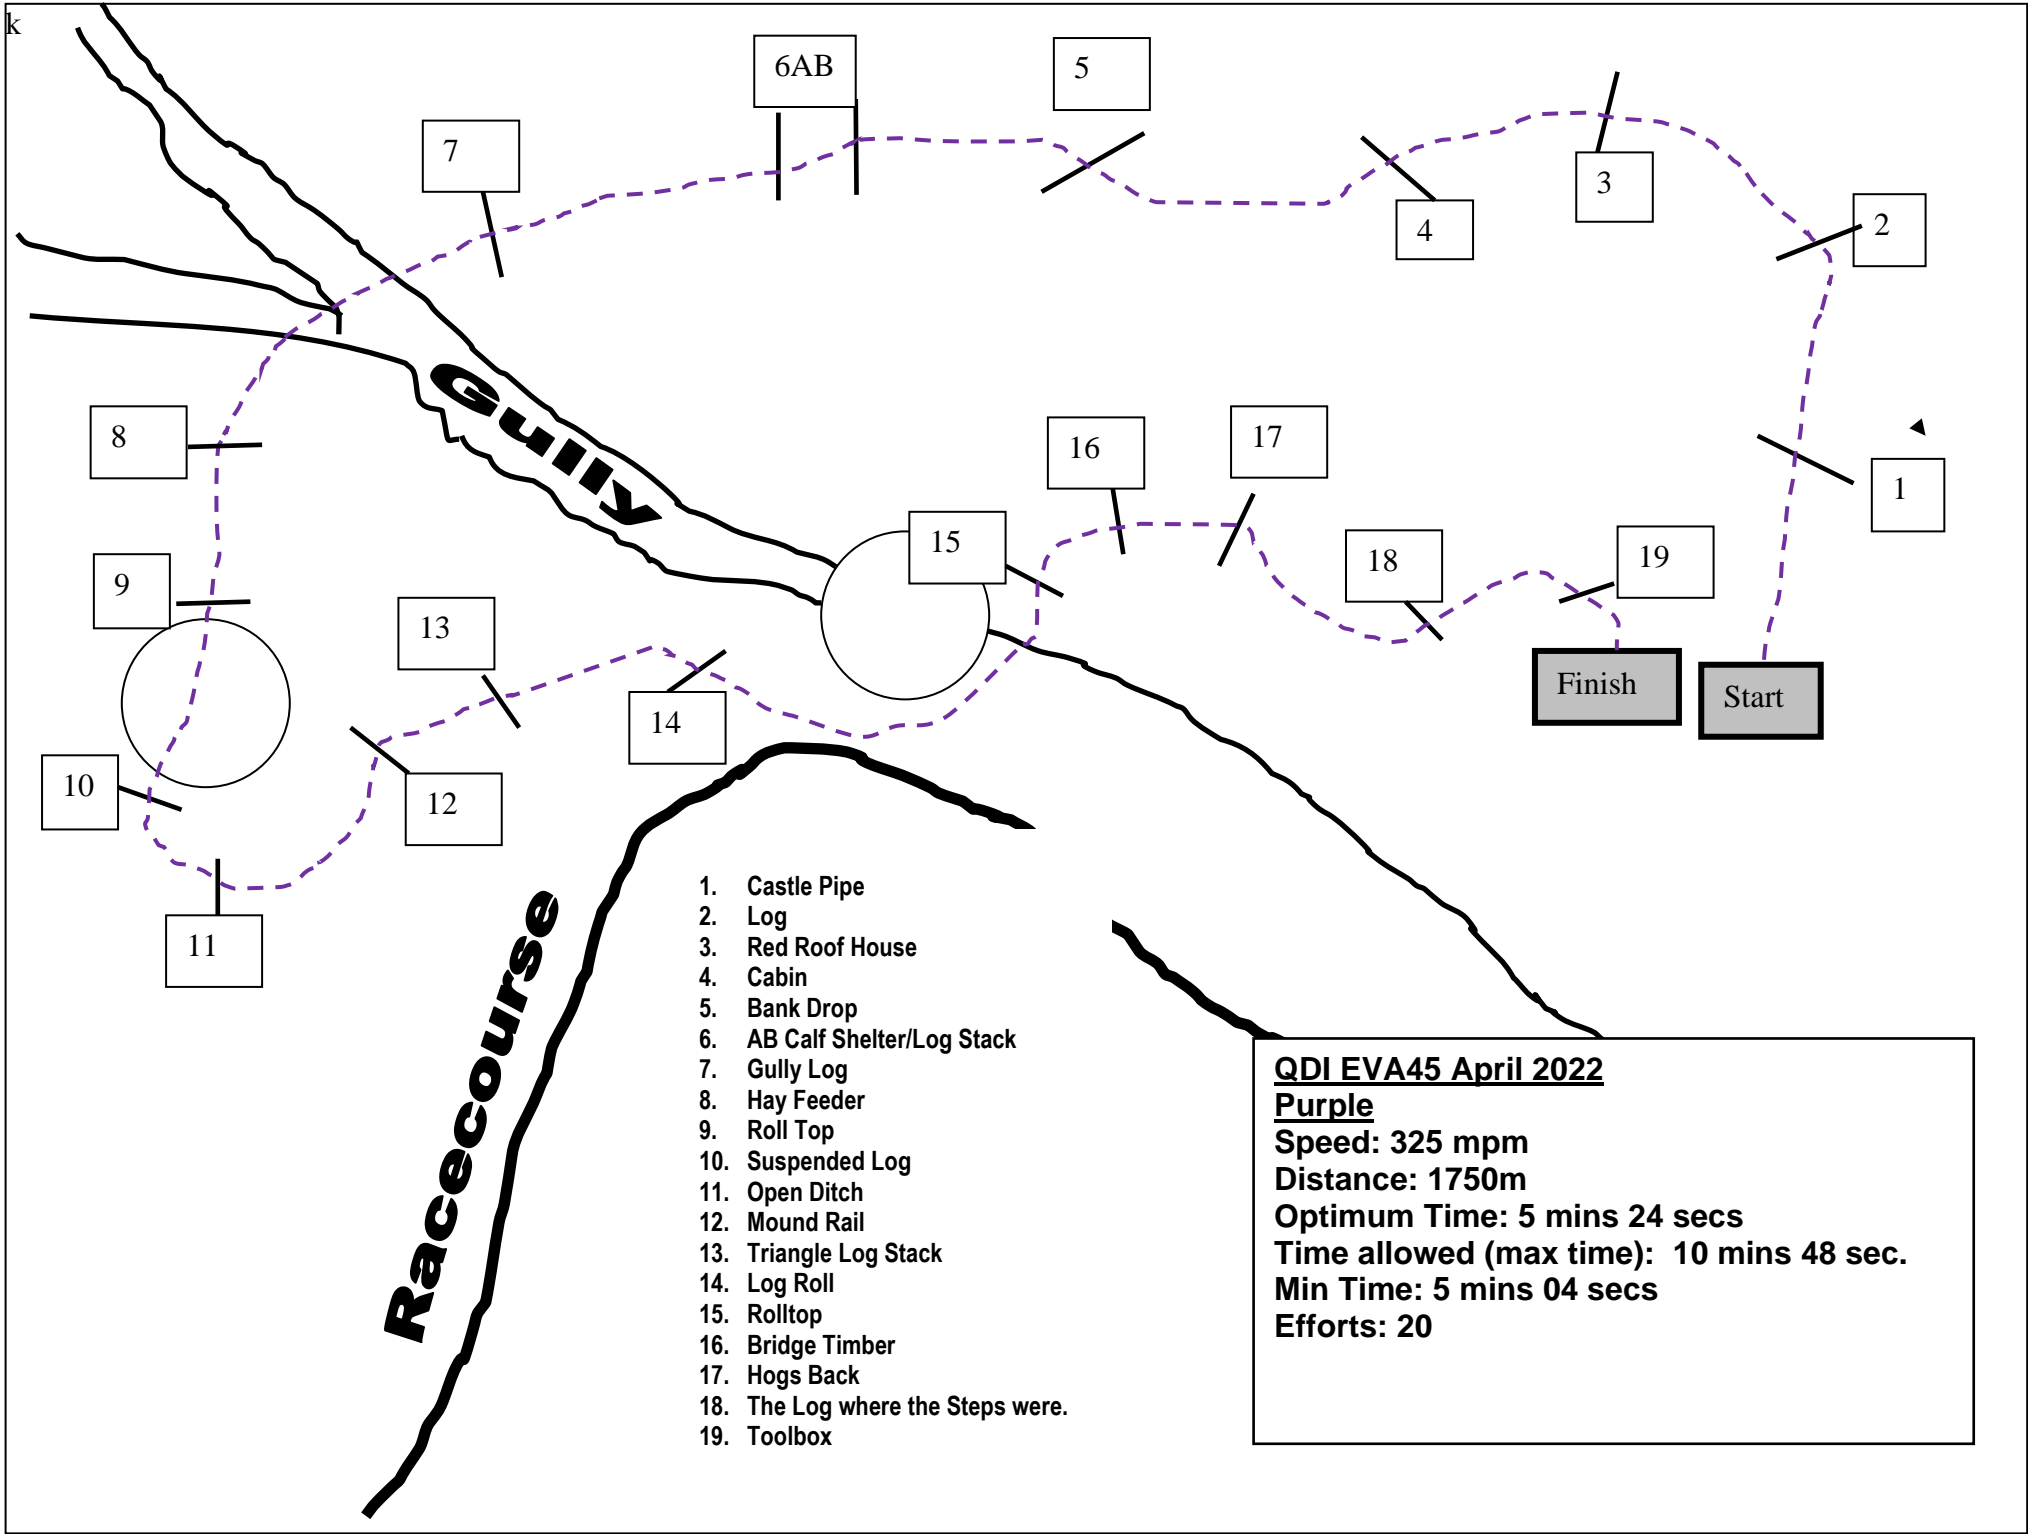 k
6AB
5
7
3
2
4
8
16
17
1
15
18
19
9
13
14
Finish
Start
10
12
11
Gully
Racecourse
1. Castle Pipe
2. Log
3. Red Roof House
4. Cabin
5. Bank Drop
6. AB Calf Shelter/Log Stack
7. Gully Log
8. Hay Feeder
9. Roll Top
10. Suspended Log
11. Open Ditch
12. Mound Rail
13. Triangle Log Stack
14. Log Roll
15. Rolltop
16. Bridge Timber
17. Hogs Back
18. The Log where the Steps were.
19. Toolbox
QDI EVA45 April 2022
Purple
Speed: 325 mpm
Distance: 1750m
Optimum Time: 5 mins 24 secs
Time allowed (max time): 10 mins 48 sec.
Min Time: 5 mins 04 secs
Efforts: 20